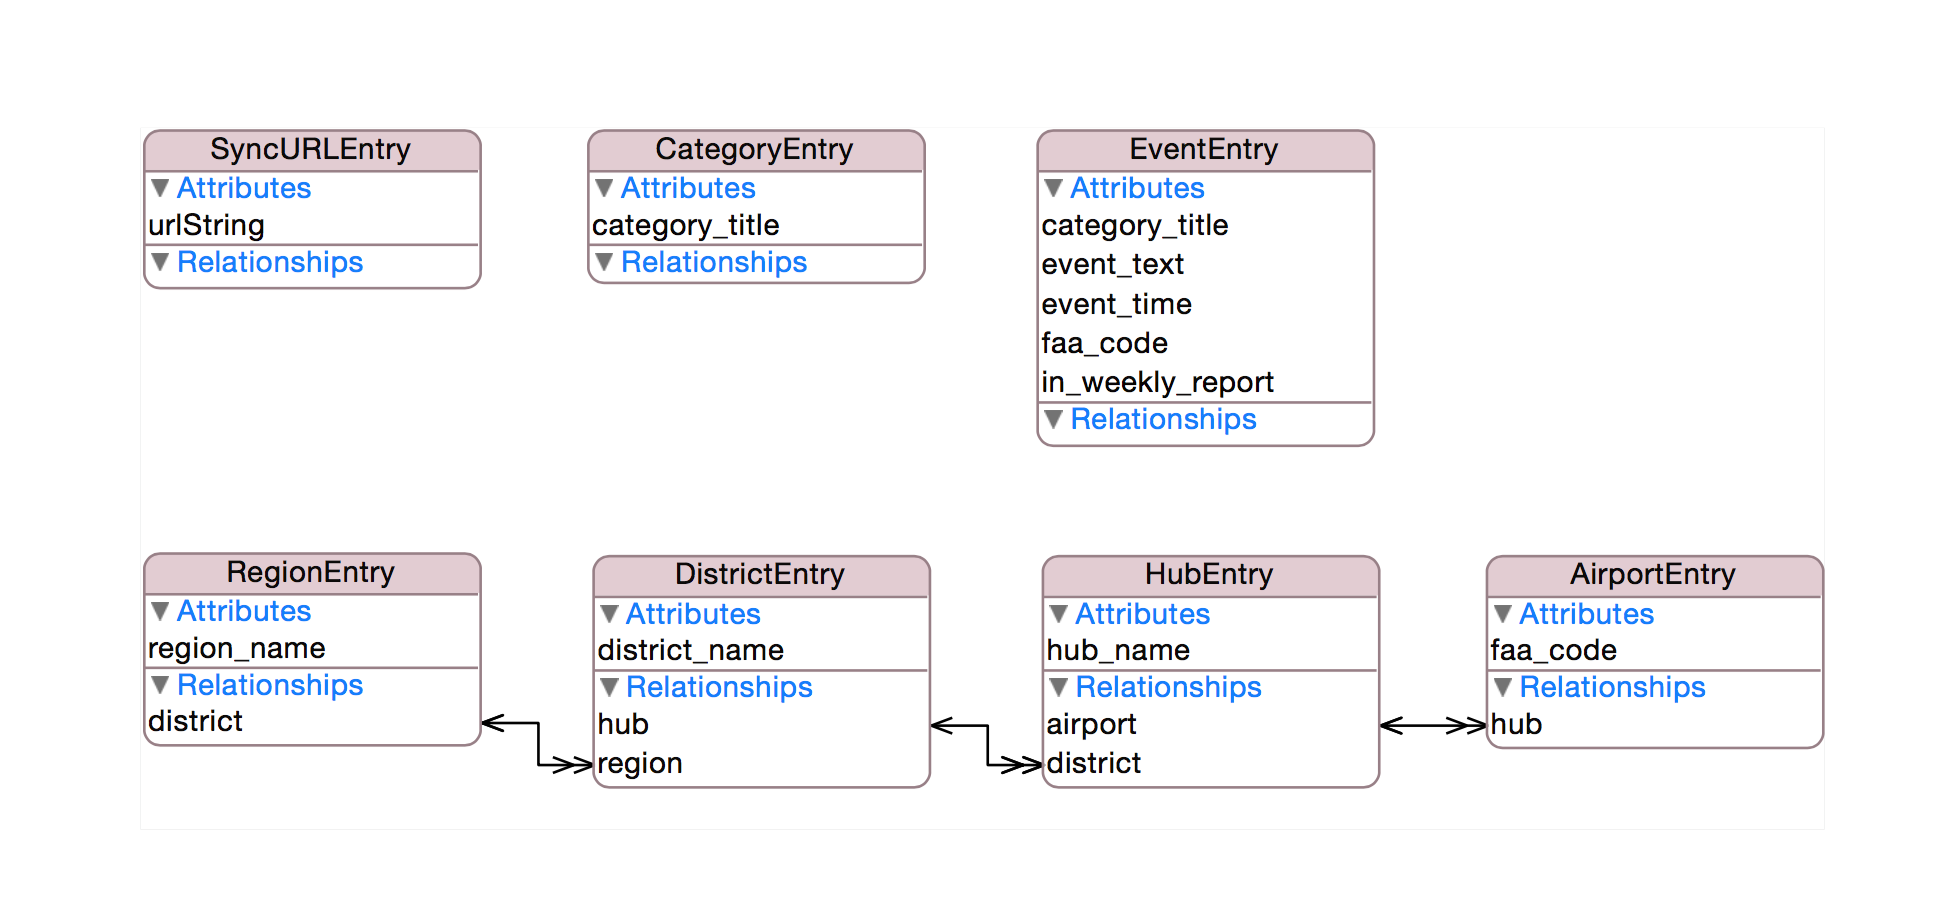 SyncURLEntry
Attributes
urlString
Relationships
CategoryEntry
Attributes
category_title
Relationships
EventEntry
Attributes
category_title
event_text
event_time
faa_code
in_weekly_report
Relationships
RegionEntry
Attributes
region_name
Relationships
district
DistrictEntry
Attributes
district_name
Relationships
hub
region
HubEntry
Attributes
hub_name
Relationships
airport
district
AirportEntry
Attributes
faa_code
Relationships
hub